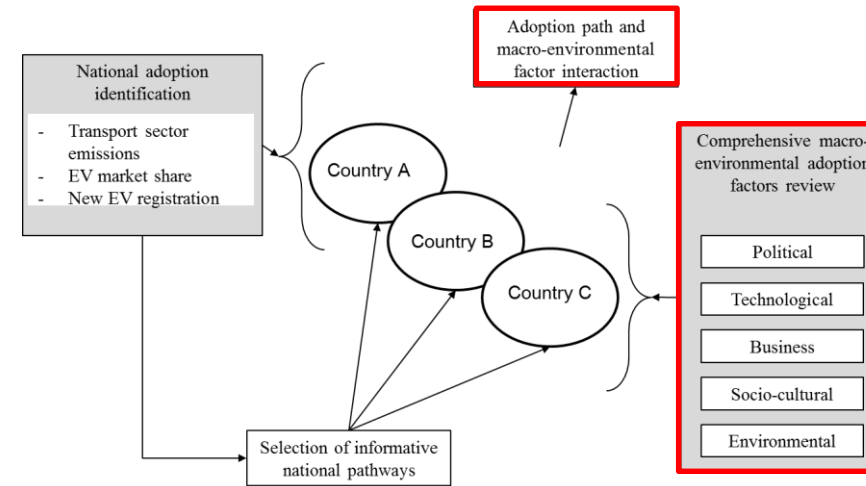 Adoption path and
macro-environmental
factor interaction
National adoption
identification
- Transport sector
emissions
- EV market share
- New EV registration
Country A
Country B
Country C
Comprehensive macro-
environmental adoption
factors review
Political
Technological
Business
Socio-cultural
Environmental
Selection of informative
national pathways